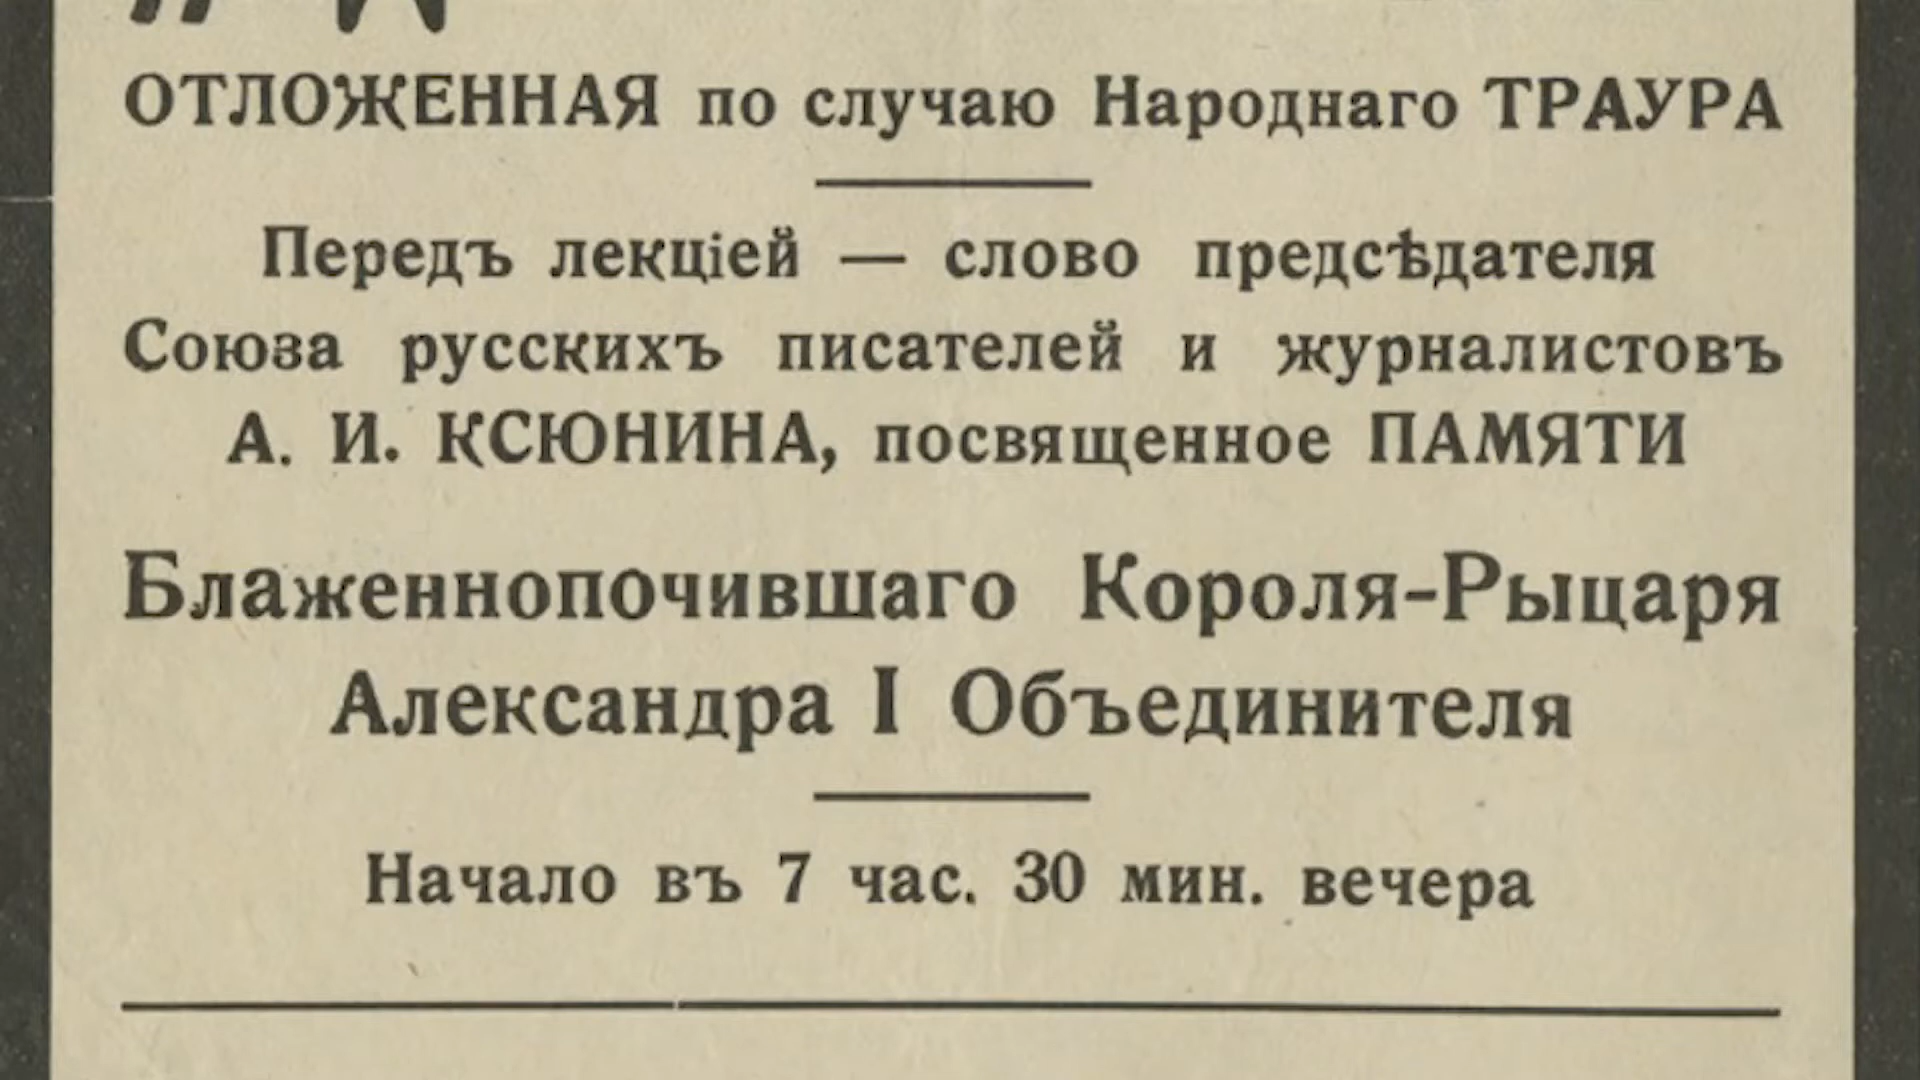 ОТЛОЖЕННАЯ по случаю Народнаго ТРАУРА
Передъ лекціей — слово предсѣдателя
Союза русскихъ писателей и журналистовъ
А. И. КСЮНИНА, посвященное ПАМЯТИ
Блаженнопочившаго Короля-Рыцаря
Александра I Объединителя
Начало въ 7 час. 30 мин. вечера